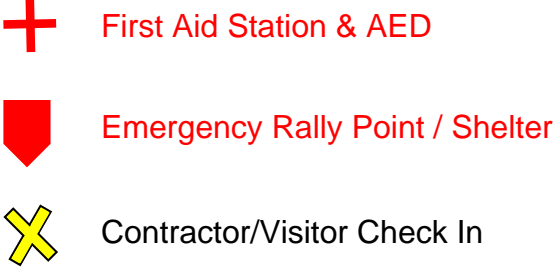 First Aid Station & AED
Emergency Rally Point / Shelter
Contractor/Visitor Check In